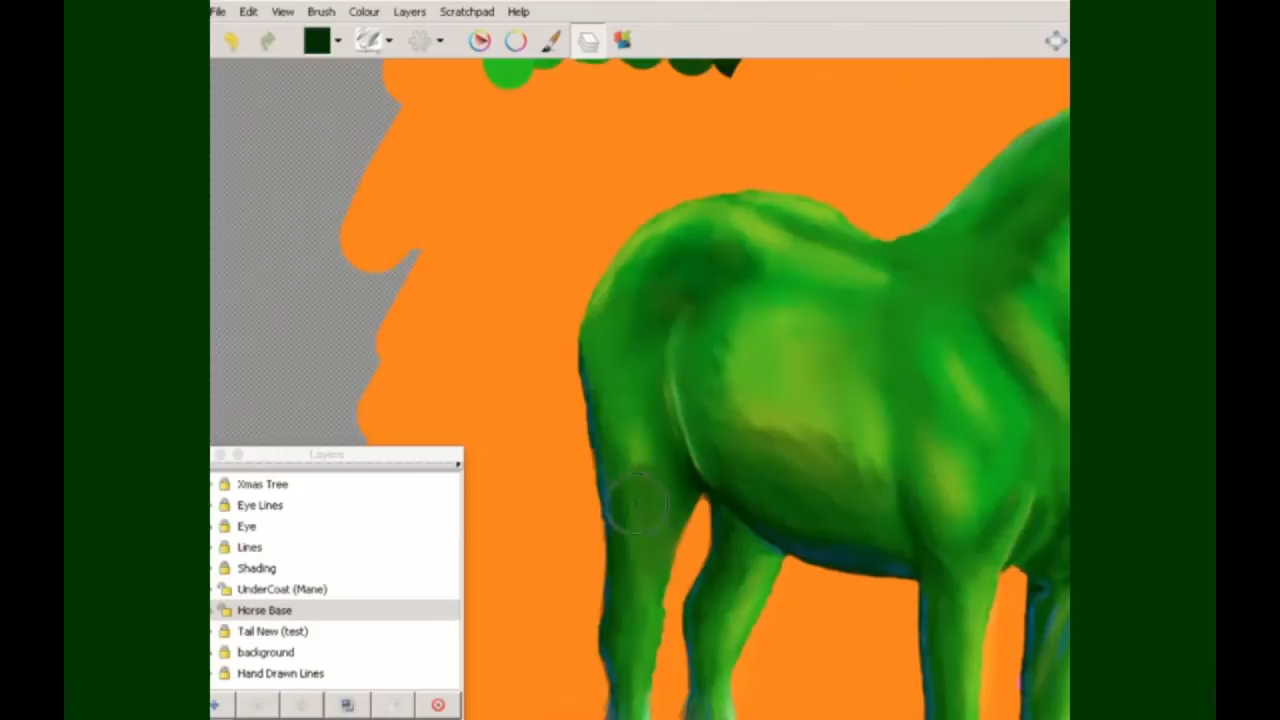 File Edit View Brush Colour Layers Scratchpad Help
Layers
Xmas Tree
Eye Lines
Eye
Lines
Shading
UnderCoat (Mane)
Horse Base
Tail New (test)
background
Hand Drawn Lines